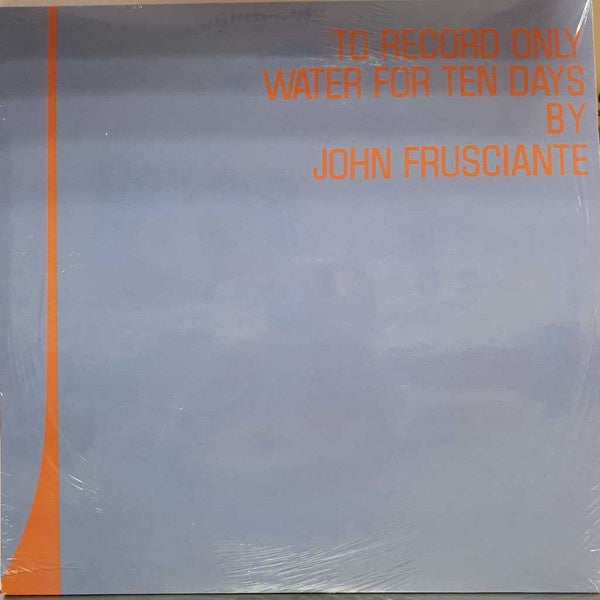 TO RECORD ONLY
WATER FOR TEN DAYS
BY
JOHN FRUSCIANTE